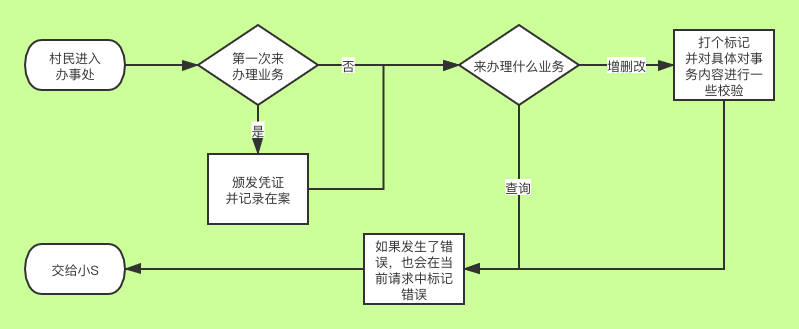 村民进入
办事处
第一次来
办理业务
否
来办理什么业务
增删改
打个标记
并对具体对事
务内容进行一
些校验
是
颁发凭证
并记录在案
查询
如果发生了错
误，也会在当
前请求中标记
错误
交给小S